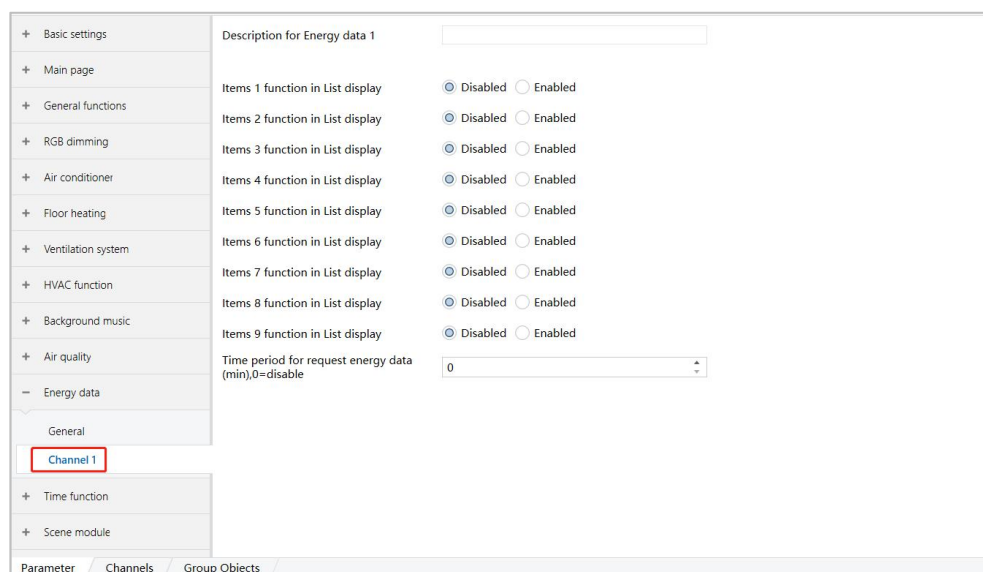 + Basic settings
+ Main page
+ General functions
+ RGB dimming
+ Air conditioner
+ Floor heating
+ Ventilation system
+ HVAC function
+ Background music
+ Air quality
− Energy data
General
Channel 1
+ Time function
+ Scene module
Description for Energy data 1
Items 1 function in List display Disabled Enabled
Items 2 function in List display Disabled Enabled
Items 3 function in List display Disabled Enabled
Items 4 function in List display Disabled Enabled
Items 5 function in List display Disabled Enabled
Items 6 function in List display Disabled Enabled
Items 7 function in List display Disabled Enabled
Items 8 function in List display Disabled Enabled
Items 9 function in List display Disabled Enabled
Time period for request energy data
(min),0=disable 0
Parameter Channels Group Objects